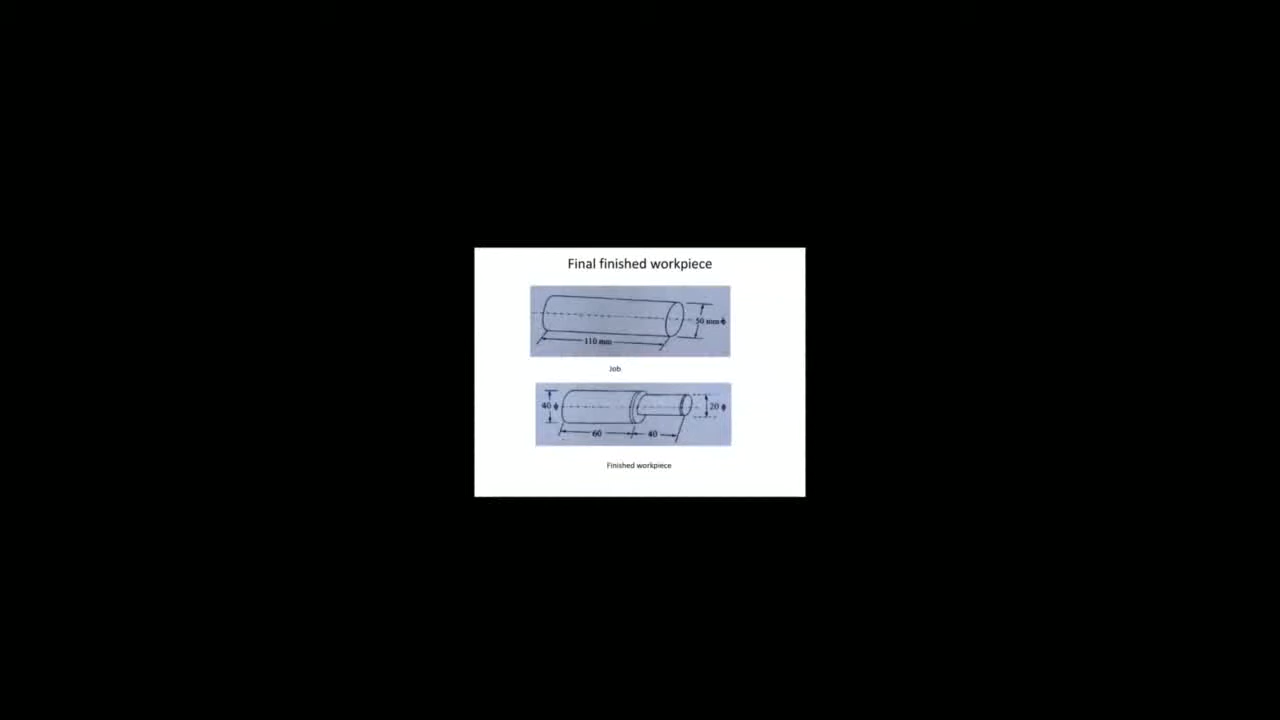 Final finished workpiece
50 mm ϕ
110 mm
Job
40 ϕ
20 ϕ
60
40
Finished workpiece